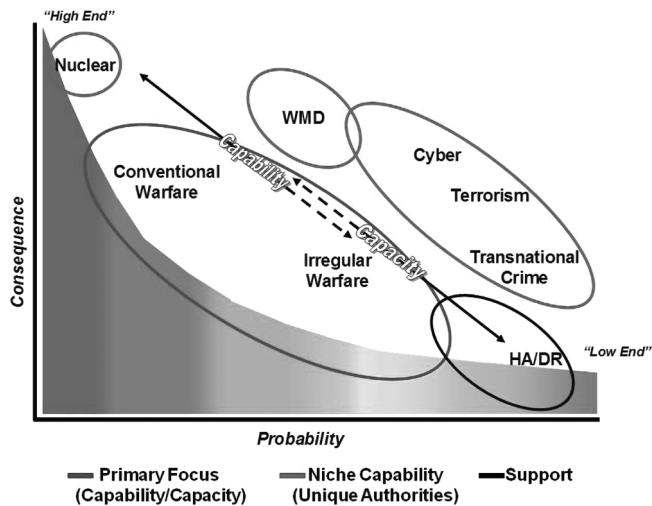 “High End”
Nuclear
WMD
Cyber
Terrorism
Transnational
Crime
Conventional
Warfare
Capability
Capacity
Irregular
Warfare
HA/DR
“Low End”
Consequence
Probability
Primary Focus
(Capability/Capacity)
Niche Capability
(Unique Authorities)
Support